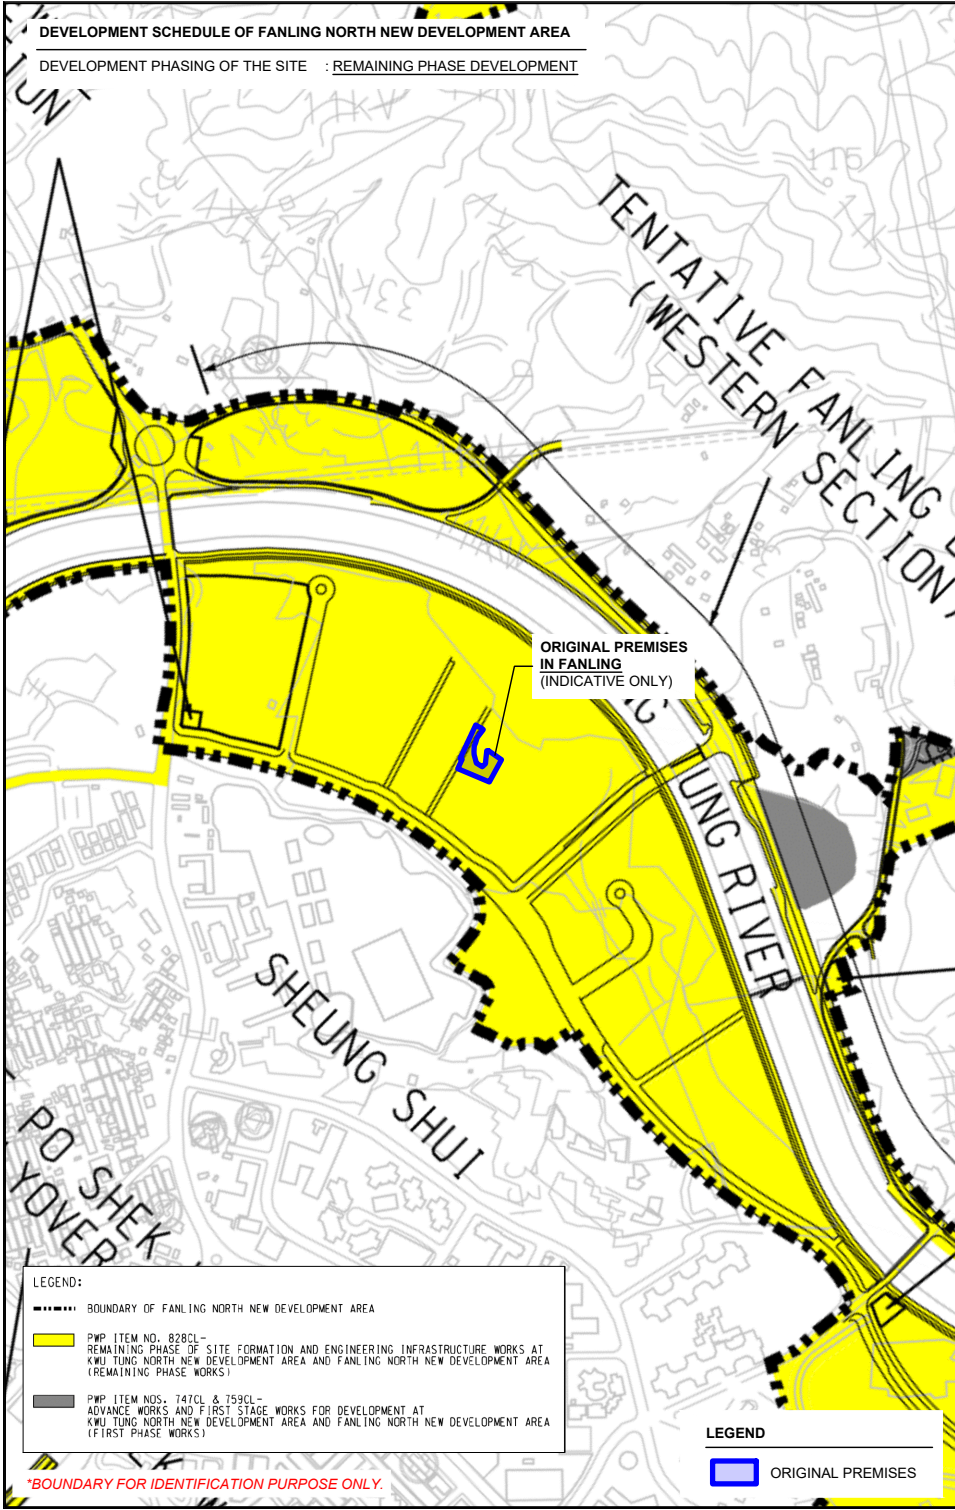 DEVELOPMENT SCHEDULE OF FANLING NORTH NEW DEVELOPMENT AREA
DEVELOPMENT PHASING OF THE SITE : REMAINING PHASE DEVELOPMENT
115
33K
TENTATIVE FANLING
(WESTERN SECTION)
ORIGINAL PREMISES
IN FANLING
(INDICATIVE ONLY)
UNG RIVER
SHEUNG SHUI
PO SHEK
YOVER
LEGEND:
BOUNDARY OF FANLING NORTH NEW DEVELOPMENT AREA
PWP ITEM NO. 828CL-
REMAINING PHASE OF SITE FORMATION AND ENGINEERING INFRASTRUCTURE WORKS AT
KWU TUNG NORTH NEW DEVELOPMENT AREA AND FANLING NORTH NEW DEVELOPMENT AREA
(REMAINING PHASE WORKS)
PWP ITEM NOS. 747CL & 759CL-
ADVANCE WORKS AND FIRST STAGE WORKS FOR DEVELOPMENT AT
KWU TUNG NORTH NEW DEVELOPMENT AREA AND FANLING NORTH NEW DEVELOPMENT AREA
(FIRST PHASE WORKS)
LEGEND
ORIGINAL PREMISES
*BOUNDARY FOR IDENTIFICATION PURPOSE ONLY.